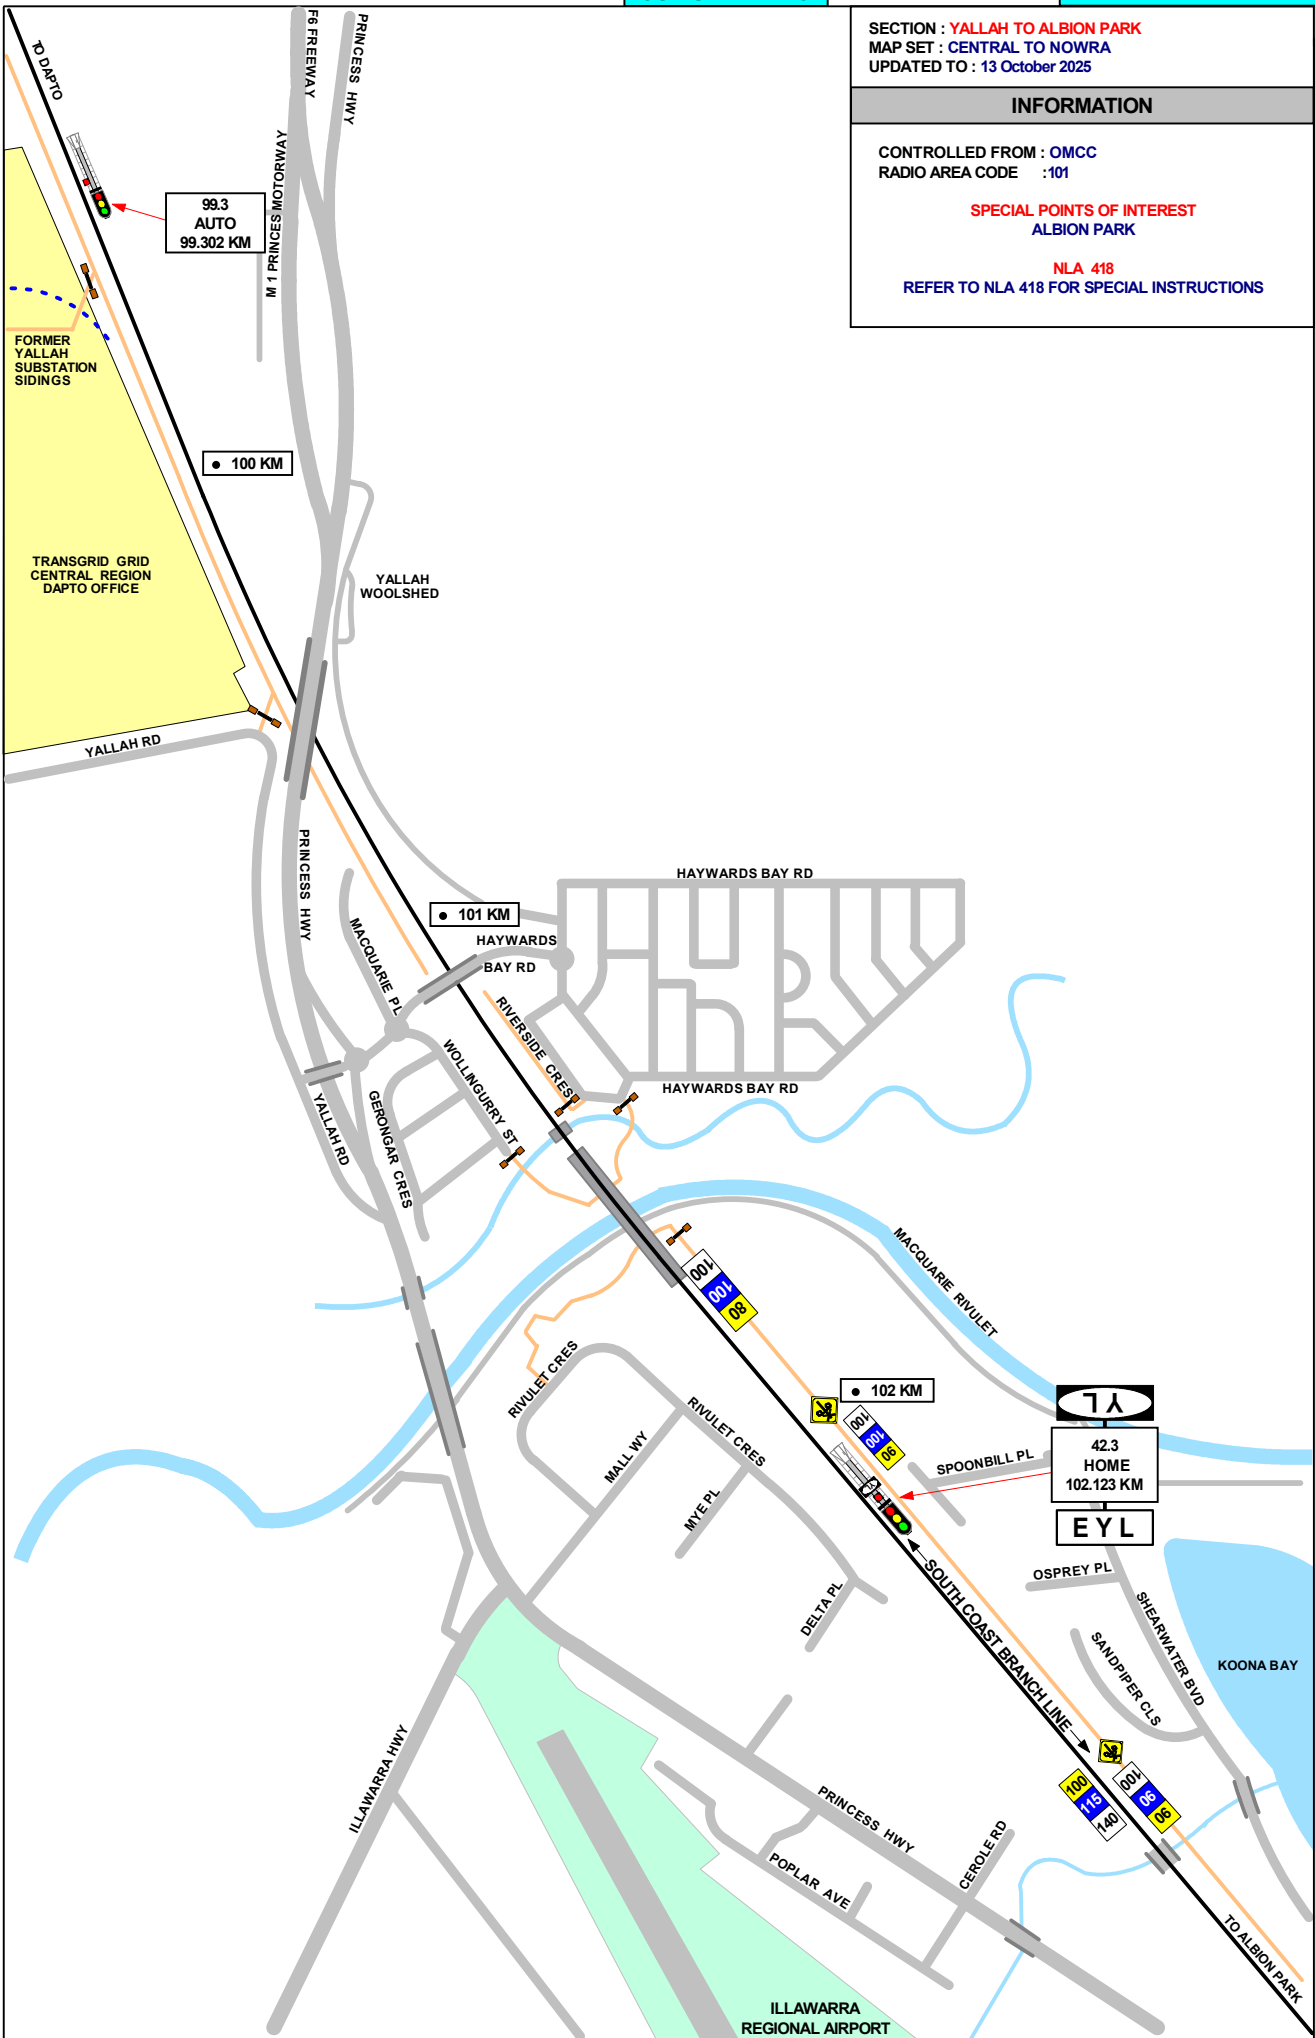 SECTION : YALLAH TO ALBION PARK
MAP SET : CENTRAL TO NOWRA
UPDATED TO : 13 October 2025
INFORMATION
CONTROLLED FROM : OMCC
RADIO AREA CODE :101
SPECIAL POINTS OF INTEREST
ALBION PARK
NLA 418
REFER TO NLA 418 FOR SPECIAL INSTRUCTIONS
TO DAPTO
F6 FREEWAY
PRINCESS HWY
M 1 PRINCES MOTORWAY
99.3
AUTO
99.302 KM
FORMER
YALLAH
SUBSTATION
SIDINGS
100 KM
TRANSGRID GRID
CENTRAL REGION
DAPTO OFFICE
YALLAH
WOOLSHED
YALLAH RD
PRINCESS HWY
HAYWARDS BAY RD
101 KM
MACQUARIE PL
HAYWARDS
BAY RD
RIVERSIDE CRES
WOLLINGURRY ST
HAYWARDS BAY RD
YALLAH RD
GERONGAR CRES
MACQUARIE RIVULET
100
100
80
RIVULET CRES
RIVULET CRES
102 KM
100
100
90
YL
42.3
HOME
102.123 KM
EYL
SPOONBILL PL
MALL WY
MYE PL
OSPREY PL
DELTA PL
SOUTH COAST BRANCH LINE
SHEARWATER BVD
SANDPIPER CLS
KOONA BAY
ILLAWARRA HWY
100
115
140
100
90
90
PRINCESS HWY
POPLAR AVE
CEROLE RD
TO ALBION PARK
ILLAWARRA
REGIONAL AIRPORT